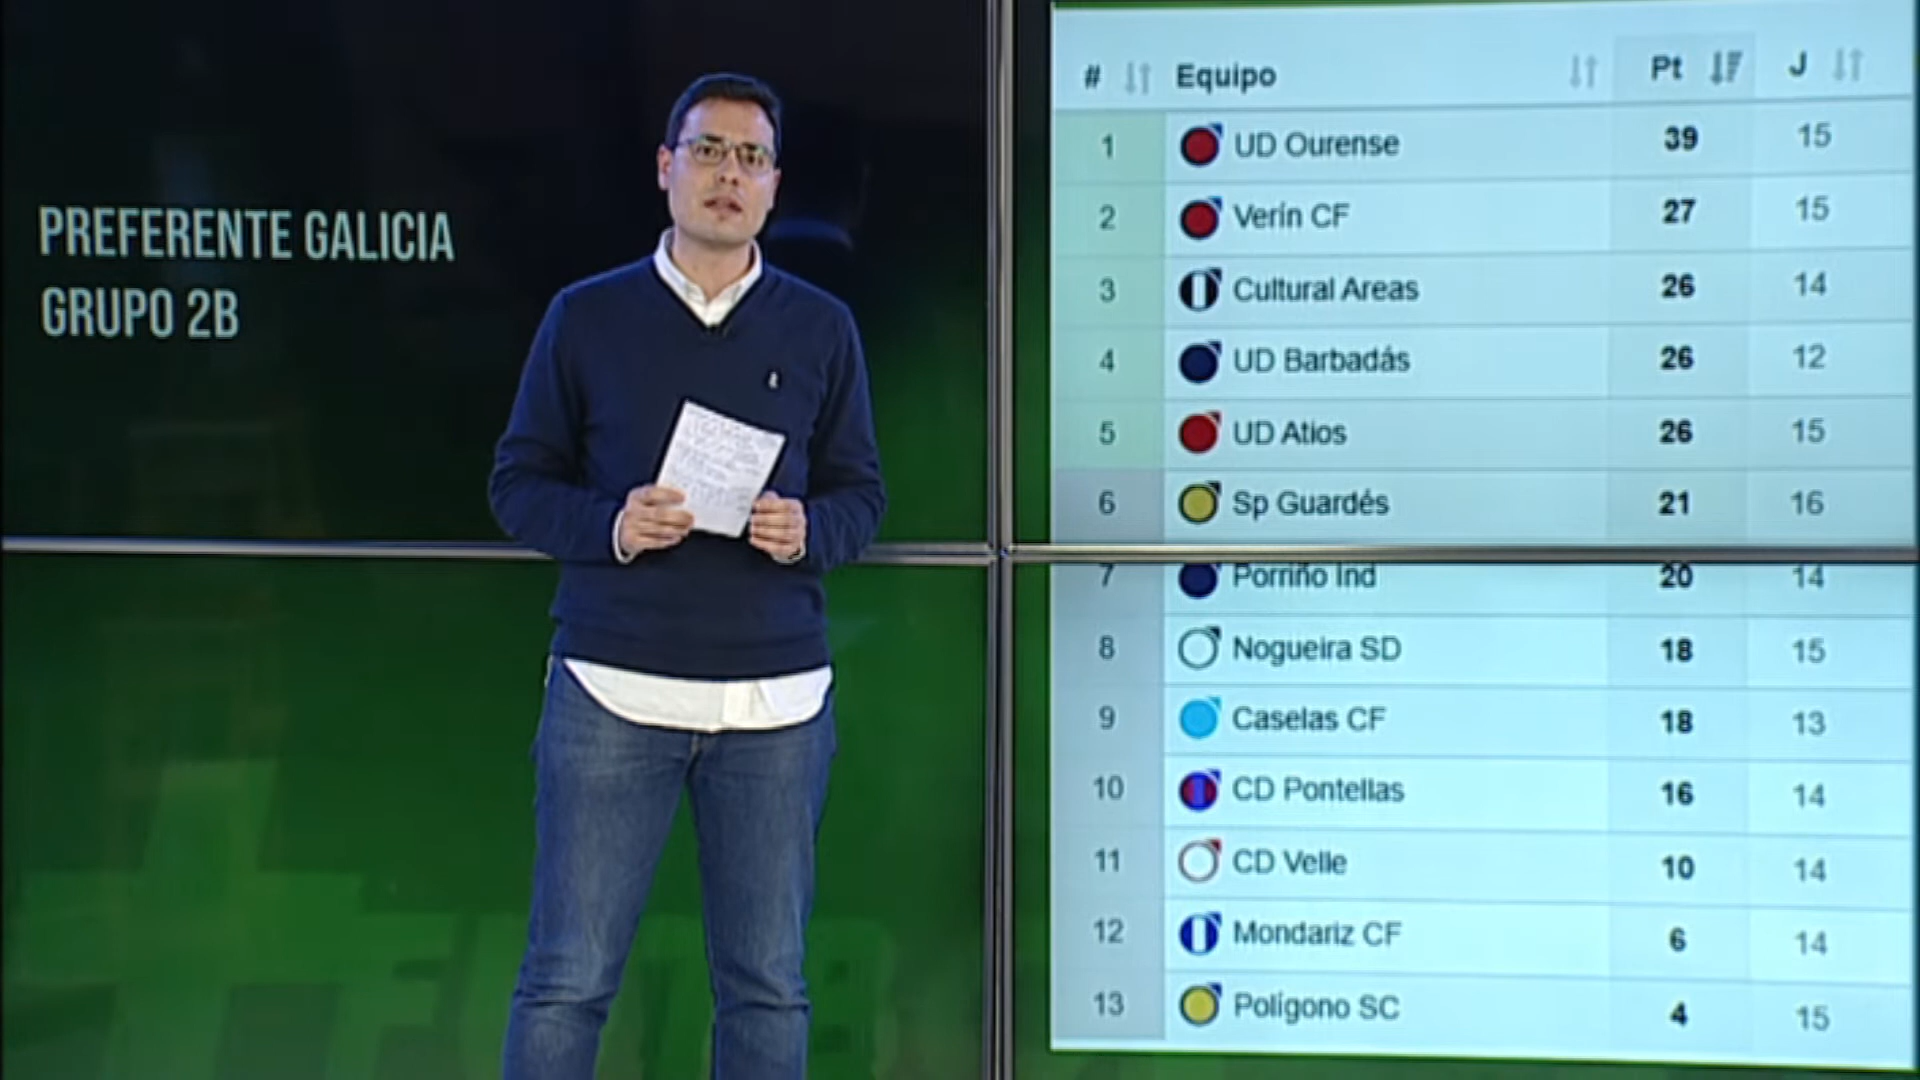 PREFERENTE GALICIA
GRUPO 2B
# Equipo Pt J
1 UD Ourense 39 15
2 Verín CF 27 15
3 Cultural Areas 26 14
4 UD Barbadás 26 12
5 UD Atios 26 15
6 Sp Guardés 21 16
7 Porriño Ind 20 14
8 Nogueira SD 18 15
9 Caselas CF 18 13
10 CD Pontellas 16 14
11 CD Velle 10 14
12 Mondariz CF 6 14
13 Polígono SC 4 15